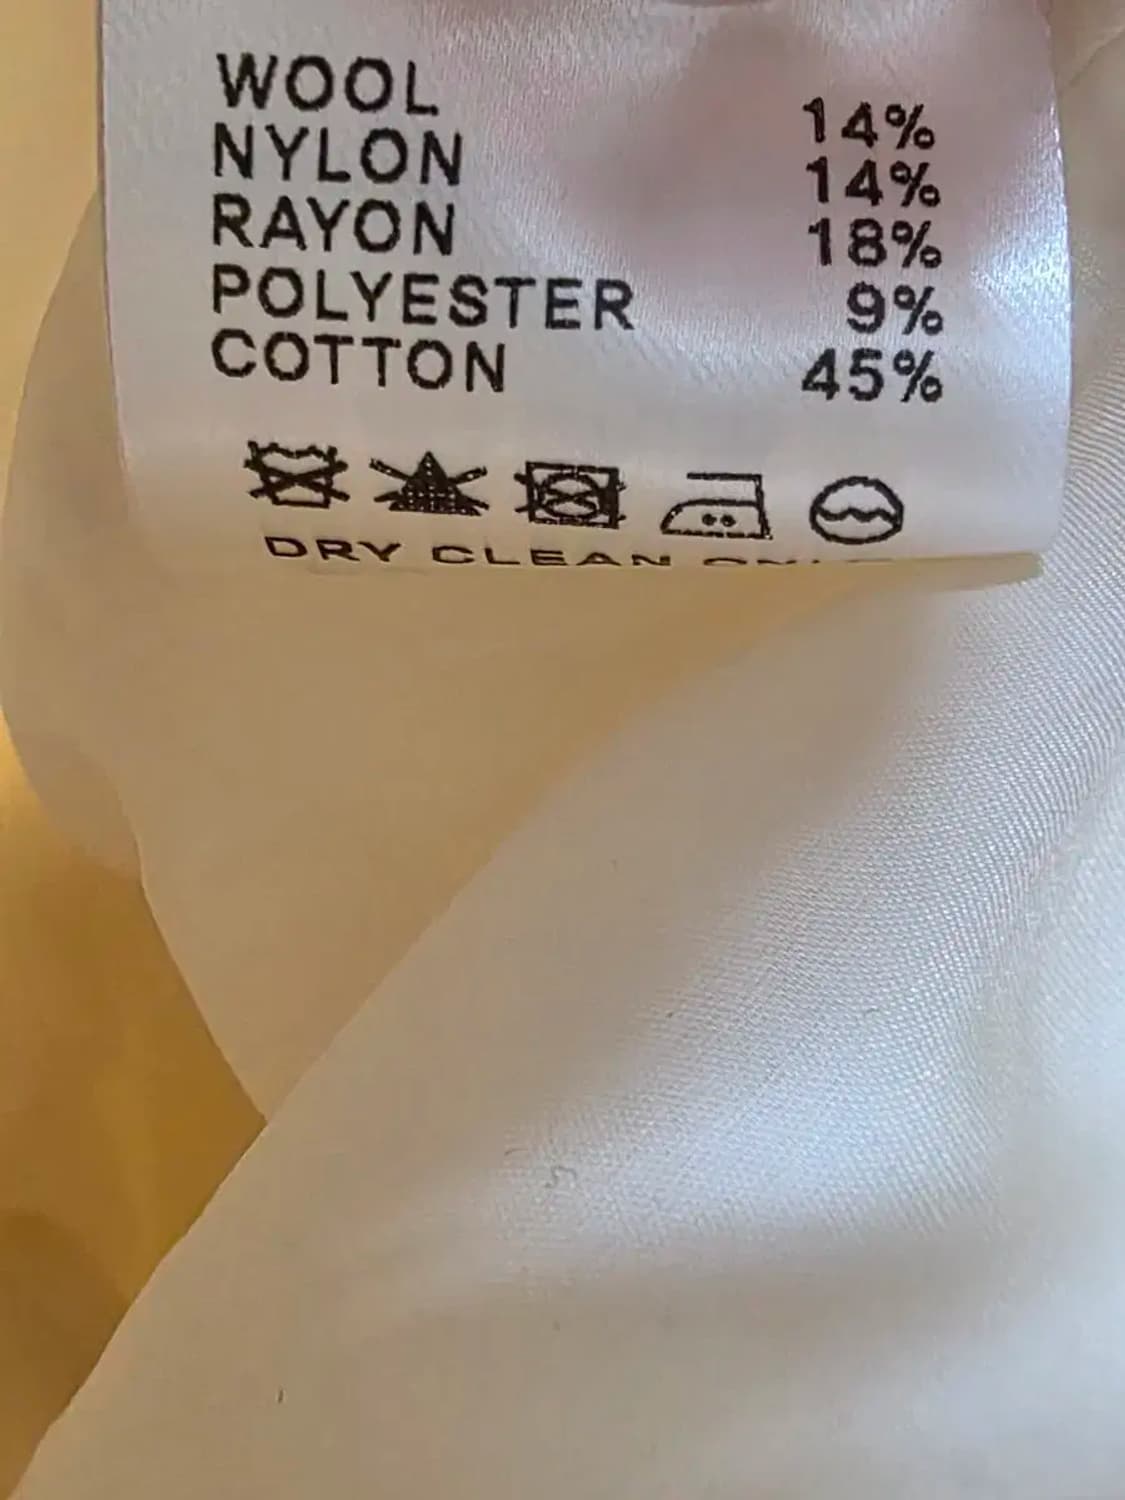 WOOL 14%
NYLON 14%
RAYON 18%
POLYESTER 9%
COTTON 45%
DRY CLEAN